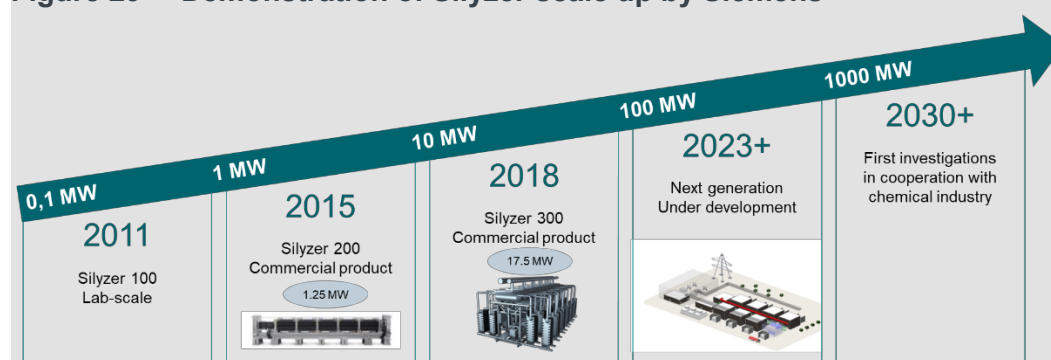 0,1 MW
1 MW
10 MW
100 MW
1000 MW
2011
Silyzer 100
Lab-scale
2015
Silyzer 200
Commercial product
1.25 MW
2018
Silyzer 300
Commercial product
17.5 MW
2023+
Next generation
Under development
2030+
First investigations
in cooperation with
chemical industry